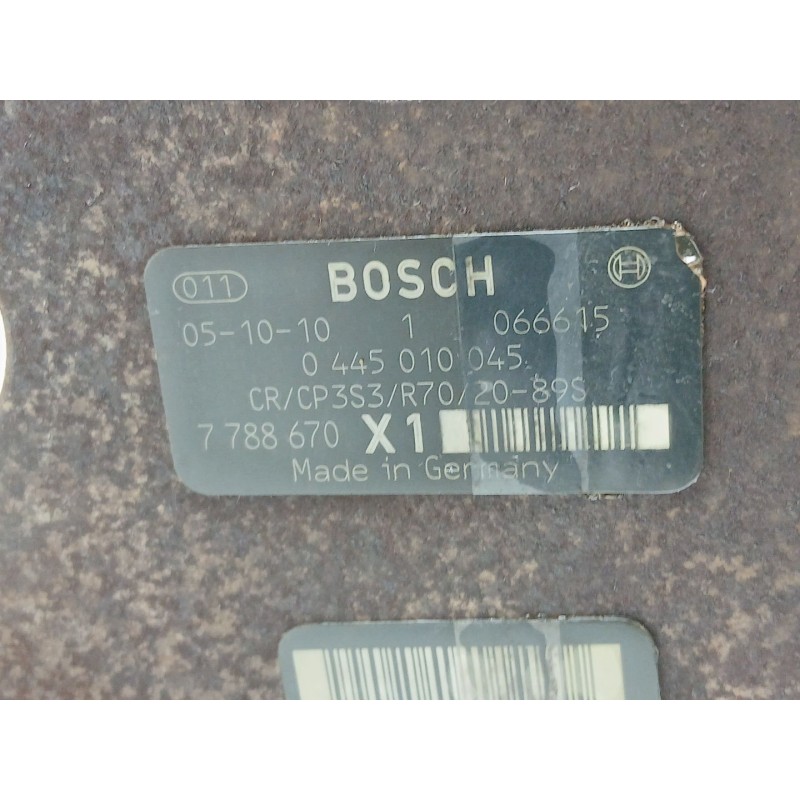 011 BOSCH
05-10-10 1 066615
0 445 010 045
CR/CP3S3/R70/20-89S
7 788 670 X1
Made in Germany